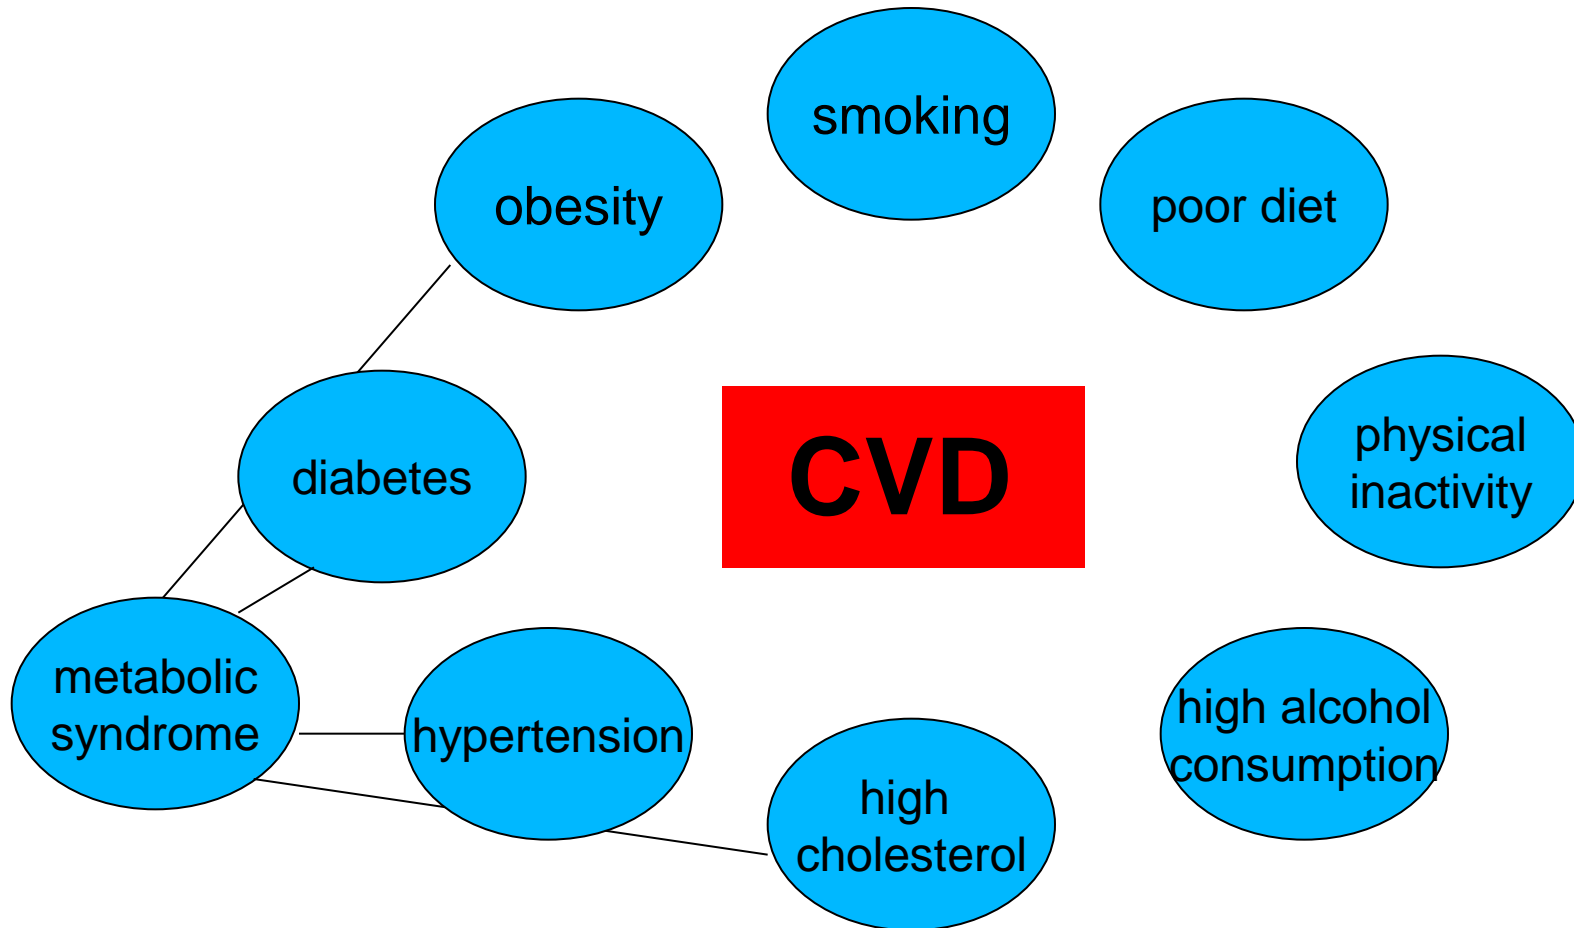 smoking
obesity
poor diet
CVD
physical
inactivity
diabetes
metabolic
syndrome
hypertension
high alcohol
consumption
high
cholesterol